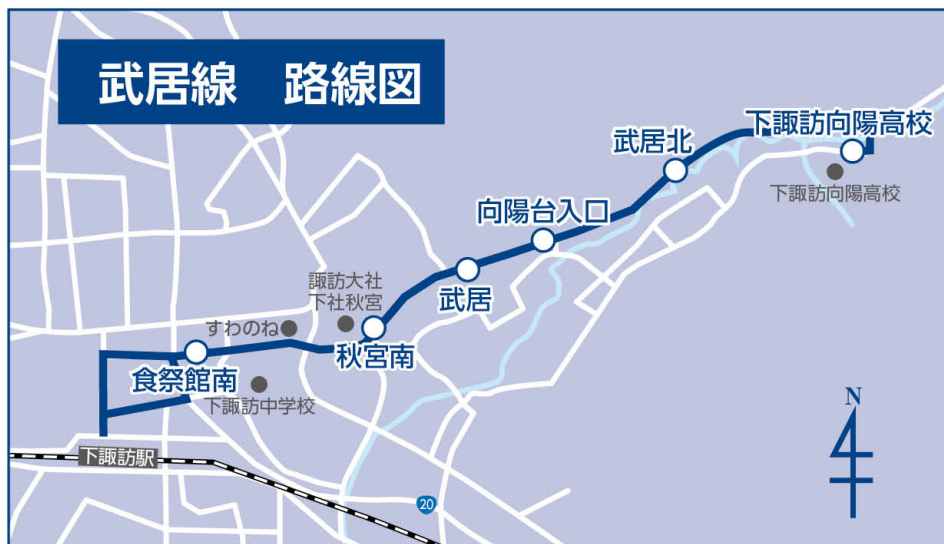 武居線　路線図
下諏訪向陽高校
武居北
下諏訪向陽高校
向陽台入口
諏訪大社
下社秋宮
武居
すわのね
秋宮南
食祭館南
下諏訪中学校
N
下諏訪駅
20